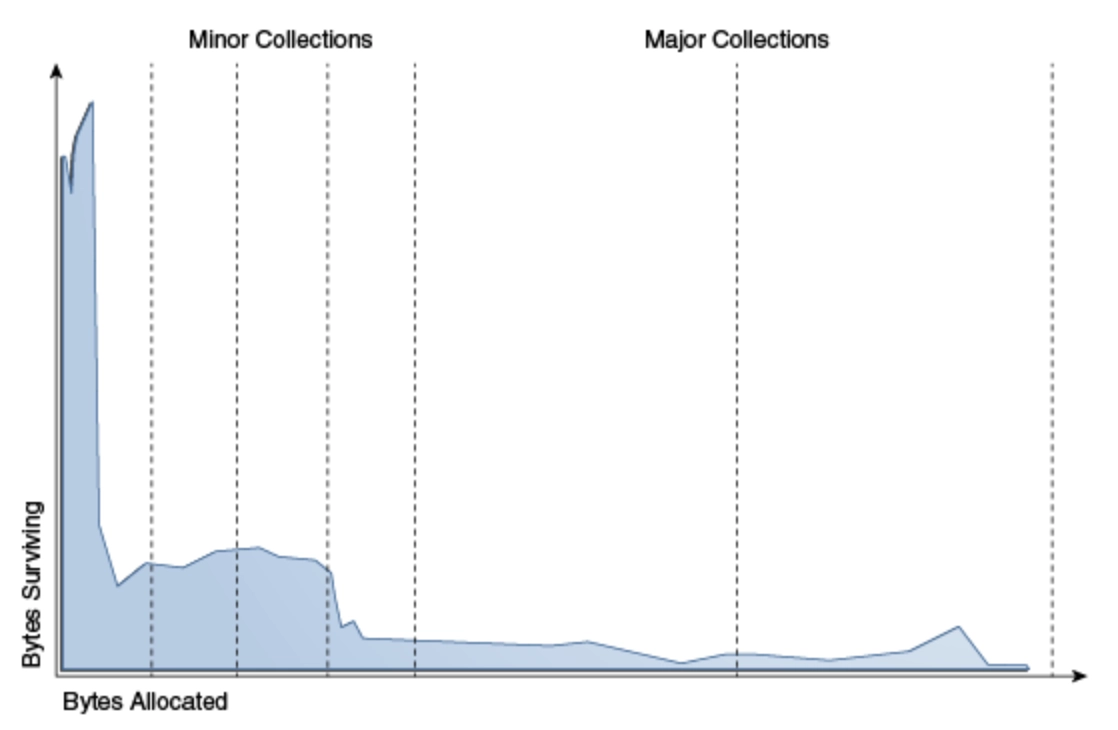 Minor Collections
Major Collections
Bytes Surviving
Bytes Allocated